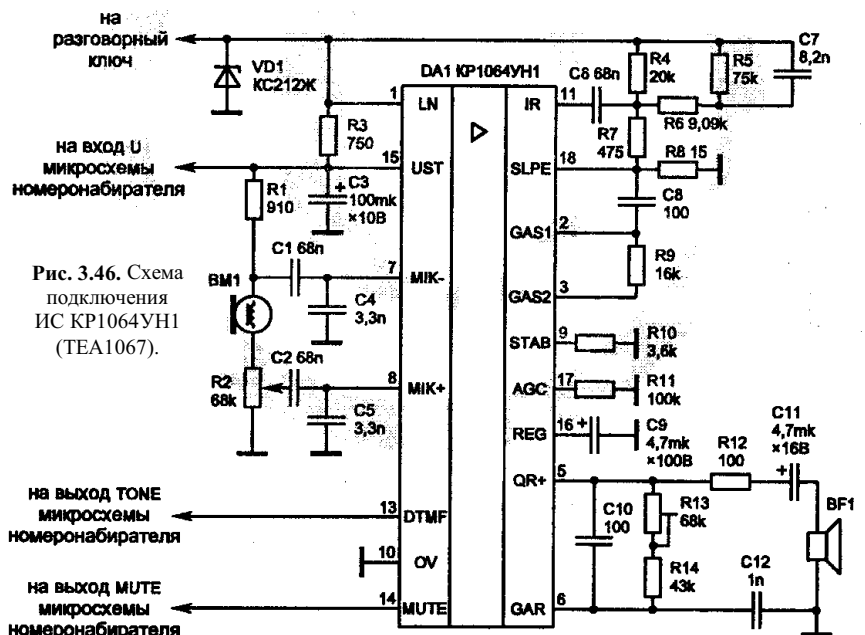 на
разговорный
ключ
VD1
КС212Ж
на вход U
микросхемы
номеронабирателя
R1
910
R3
750
C3
100mk
×10B
+
C1 68n
BM1
C4
3,3n
C2 68n
R2
68k
C5
3,3n
Рис. 3.46. Схема
подключения
ИС КР1064УН1
(TEA1067).
на выход TONE
микросхемы
номеронабирателя
на выход MUTE
микросхемы
номеронабирателя
DA1 КР1064УН1
1
LN
15
UST
7
MIK-
8
MIK+
13
DTMF
10
OV
14
MUTE
IR
11
SLPE
18
GAS1
2
GAS2
3
STAB
9
AGC
17
REG
16
QR+
5
GAR
6
C6 68n
R4
20k
R5
75k
C7
8,2n
R6 9,09k
R7
475
R8 15
C8
100
R9
16k
R10
3,6k
R11
100k
+
C9
4,7mk
×100B
R12
100
C11
4,7mk
×16B
+
BF1
C10
100
R13
68k
R14
43k
C12
1n